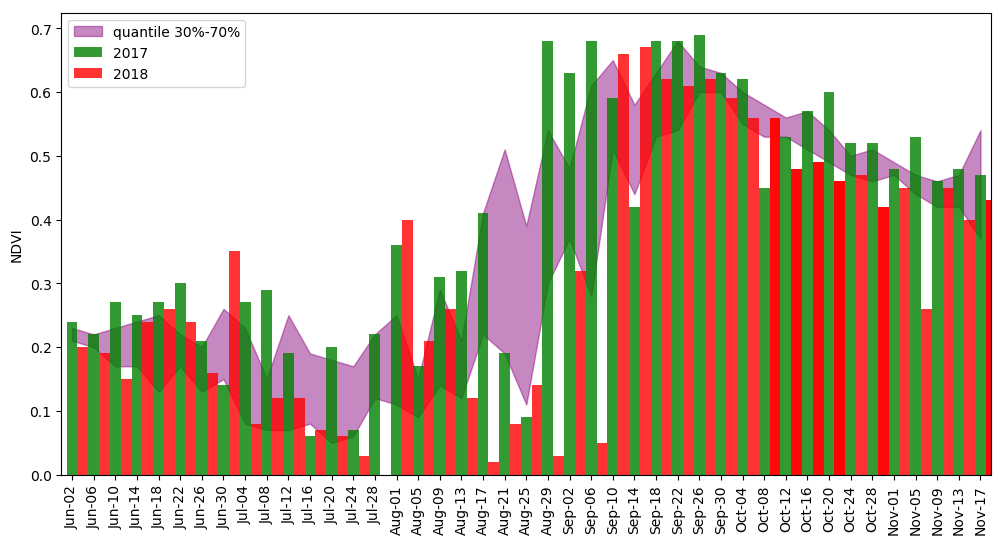 quantile 30%-70%
2017
2018
NDVI
0.7
0.6
0.5
0.4
0.3
0.2
0.1
0.0
Jun-02
Jun-06
Jun-10
Jun-14
Jun-18
Jun-22
Jun-26
Jun-30
Jul-04
Jul-08
Jul-12
Jul-16
Jul-20
Jul-24
Jul-28
Aug-01
Aug-05
Aug-09
Aug-13
Aug-17
Aug-21
Aug-25
Aug-29
Sep-02
Sep-06
Sep-10
Sep-14
Sep-18
Sep-22
Sep-26
Sep-30
Oct-04
Oct-08
Oct-12
Oct-16
Oct-20
Oct-24
Oct-28
Nov-01
Nov-05
Nov-09
Nov-13
Nov-17